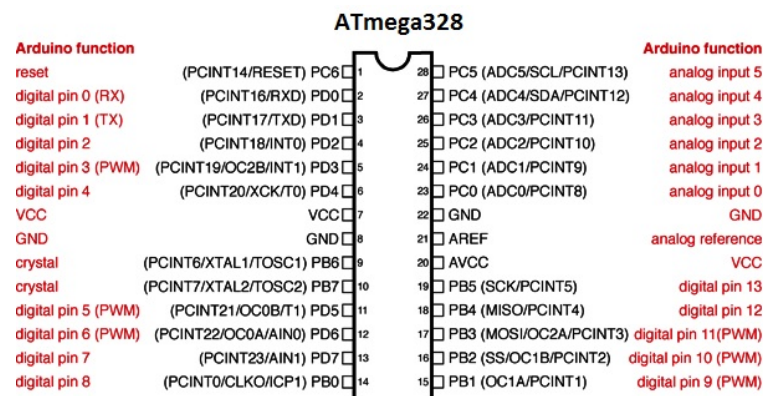 ATmega328
Arduino function Arduino function
reset (PCINT14/RESET) PC6 1 28 PC5 (ADC5/SCL/PCINT13) analog input 5
digital pin 0 (RX) (PCINT16/RXD) PD0 2 27 PC4 (ADC4/SDA/PCINT12) analog input 4
digital pin 1 (TX) (PCINT17/TXD) PD1 3 26 PC3 (ADC3/PCINT11) analog input 3
digital pin 2 (PCINT18/INT0) PD2 4 25 PC2 (ADC2/PCINT10) analog input 2
digital pin 3 (PWM) (PCINT19/OC2B/INT1) PD3 5 24 PC1 (ADC1/PCINT9) analog input 1
digital pin 4 (PCINT20/XCK/T0) PD4 6 23 PC0 (ADC0/PCINT8) analog input 0
VCC VCC 7 22 GND GND
GND GND 8 21 AREF analog reference
crystal (PCINT6/XTAL1/TOSC1) PB6 9 20 AVCC VCC
crystal (PCINT7/XTAL2/TOSC2) PB7 10 19 PB5 (SCK/PCINT5) digital pin 13
digital pin 5 (PWM) (PCINT21/OC0B/T1) PD5 11 18 PB4 (MISO/PCINT4) digital pin 12
digital pin 6 (PWM) (PCINT22/OC0A/AIN0) PD6 12 17 PB3 (MOSI/OC2A/PCINT3) digital pin 11(PWM)
digital pin 7 (PCINT23/AIN1) PD7 13 16 PB2 (SS/OC1B/PCINT2) digital pin 10 (PWM)
digital pin 8 (PCINT0/CLKO/ICP1) PB0 14 15 PB1 (OC1A/PCINT1) digital pin 9 (PWM)